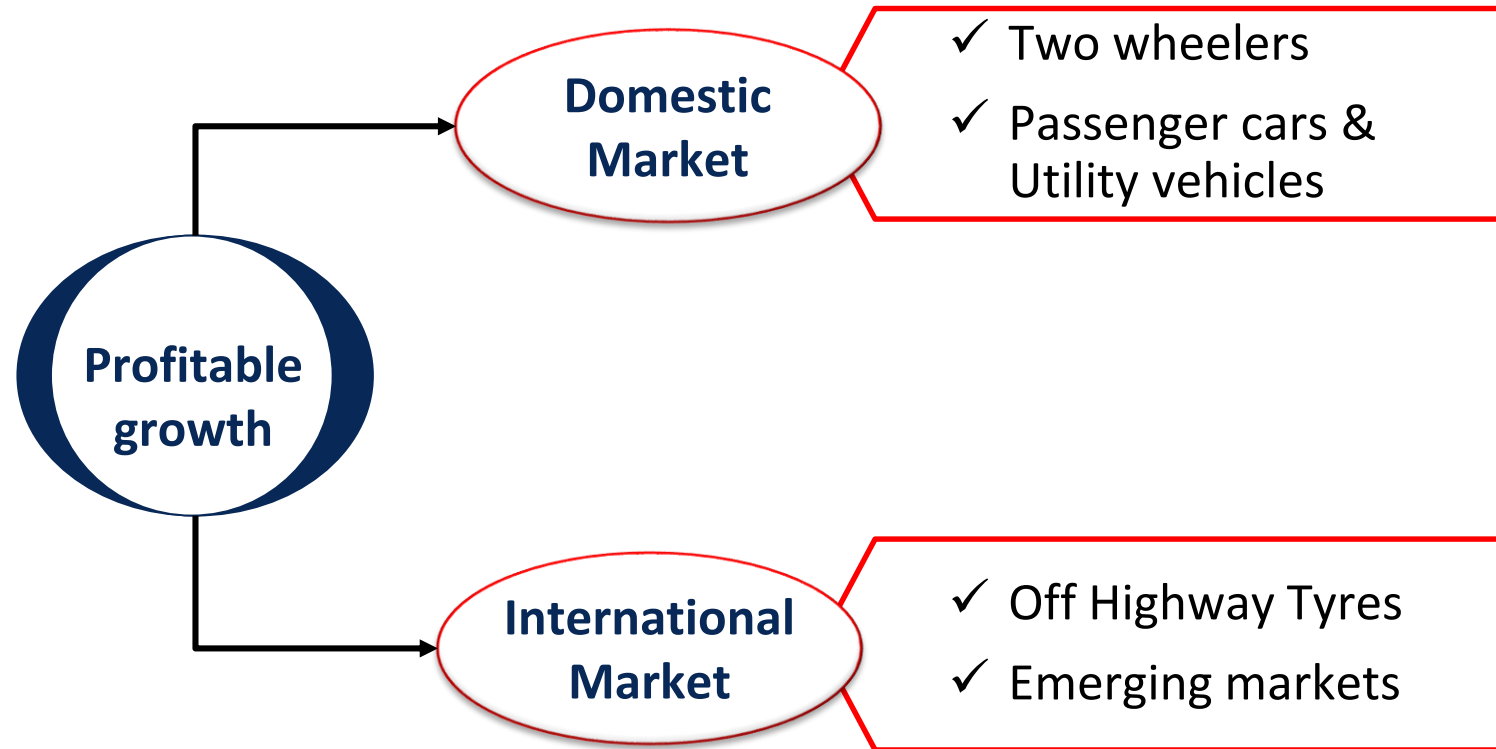 Domestic
Market
✓ Two wheelers
✓ Passenger cars &
Utility vehicles
Profitable
growth
International
Market
✓ Off Highway Tyres
✓ Emerging markets